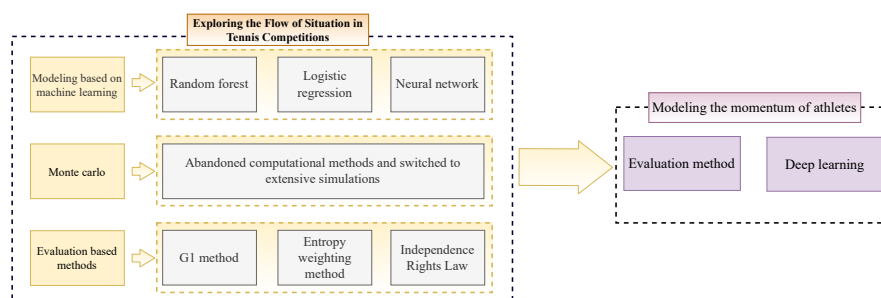 Exploring the Flow of Situation in
Tennis Competitions
Modeling based on
machine learning
Random forest
Logistic
regression
Neural network
Monte carlo
Abandoned computational methods and switched to
extensive simulations
Evaluation based
methods
G1 method
Entropy
weighting
method
Independence
Rights Law
Modeling the momentum of athletes
Evaluation method
Deep learning